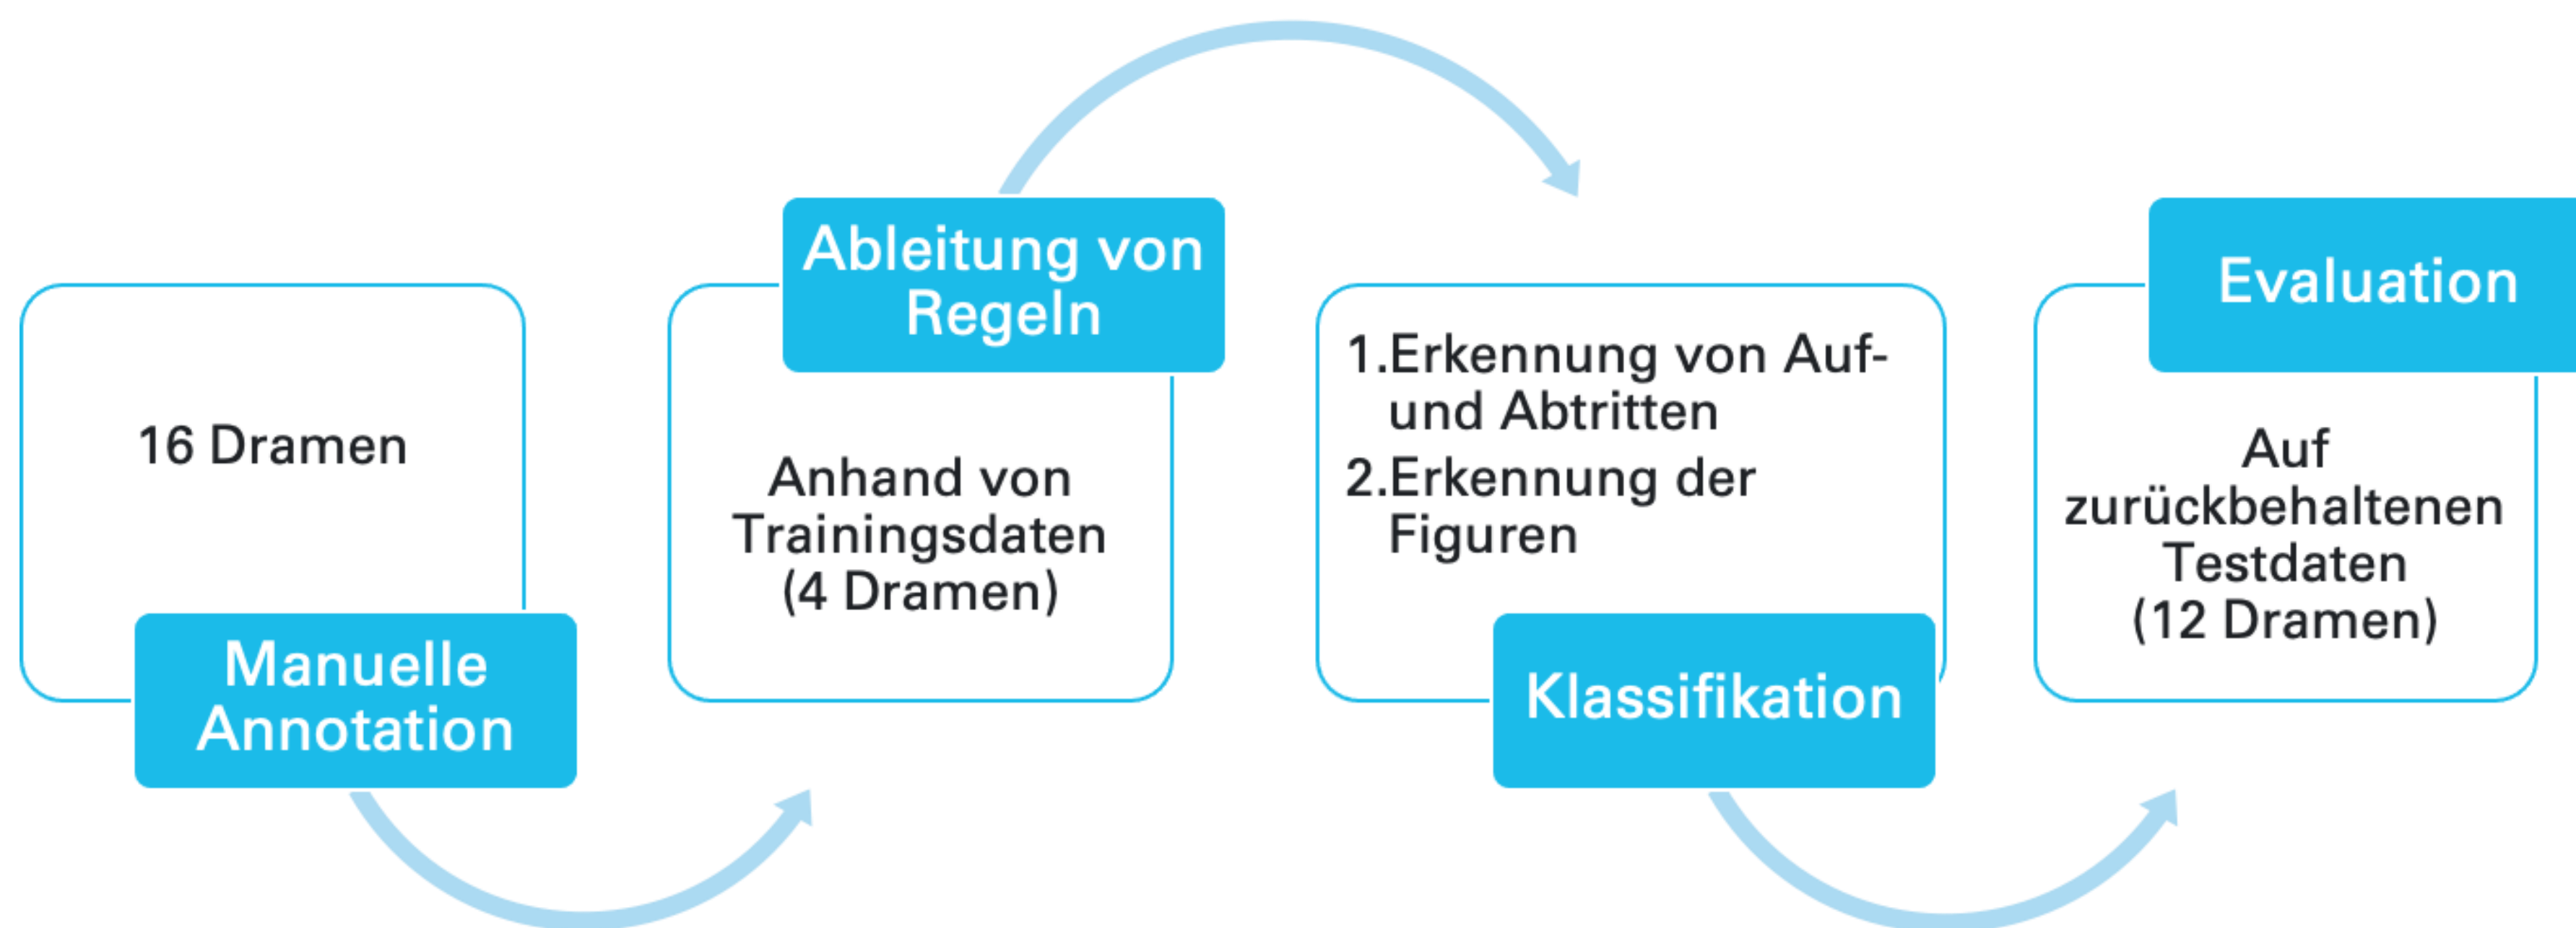 16 Dramen
Manuelle
Annotation
Ableitung von
Regeln
Anhand von
Trainingsdaten
(4 Dramen)
1.Erkennung von Auf-
und Abtritten
2.Erkennung der
Figuren
Klassifikation
Evaluation
Auf
zurückbehaltenen
Testdaten
(12 Dramen)